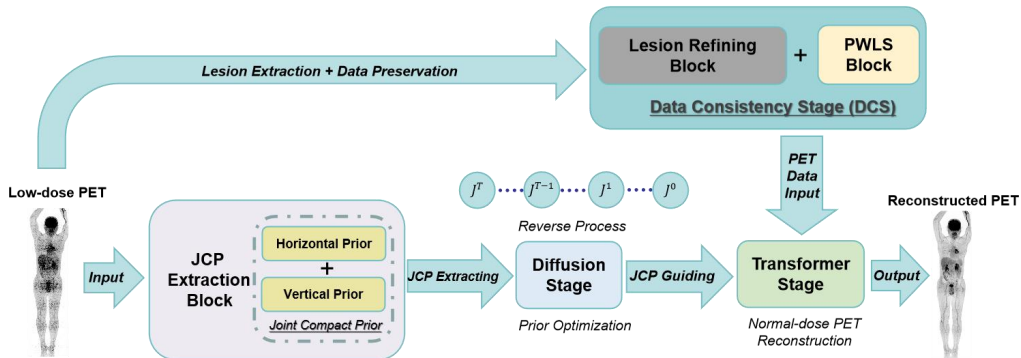 Lesion Refining
Block
+
PWLS
Block
Lesion Extraction + Data Preservation
Data Consistency Stage (DCS)
PET
Data
Input
Low-dose PET
J^T
J^{T-1}
J^1
J^0
Reconstructed PET
Reverse Process
Input
JCP
Extraction
Block
Horizontal Prior
+
Vertical Prior
Joint Compact Prior
JCP Extracting
Diffusion
Stage
JCP Guiding
Transformer
Stage
Output
Prior Optimization
Normal-dose PET
Reconstruction